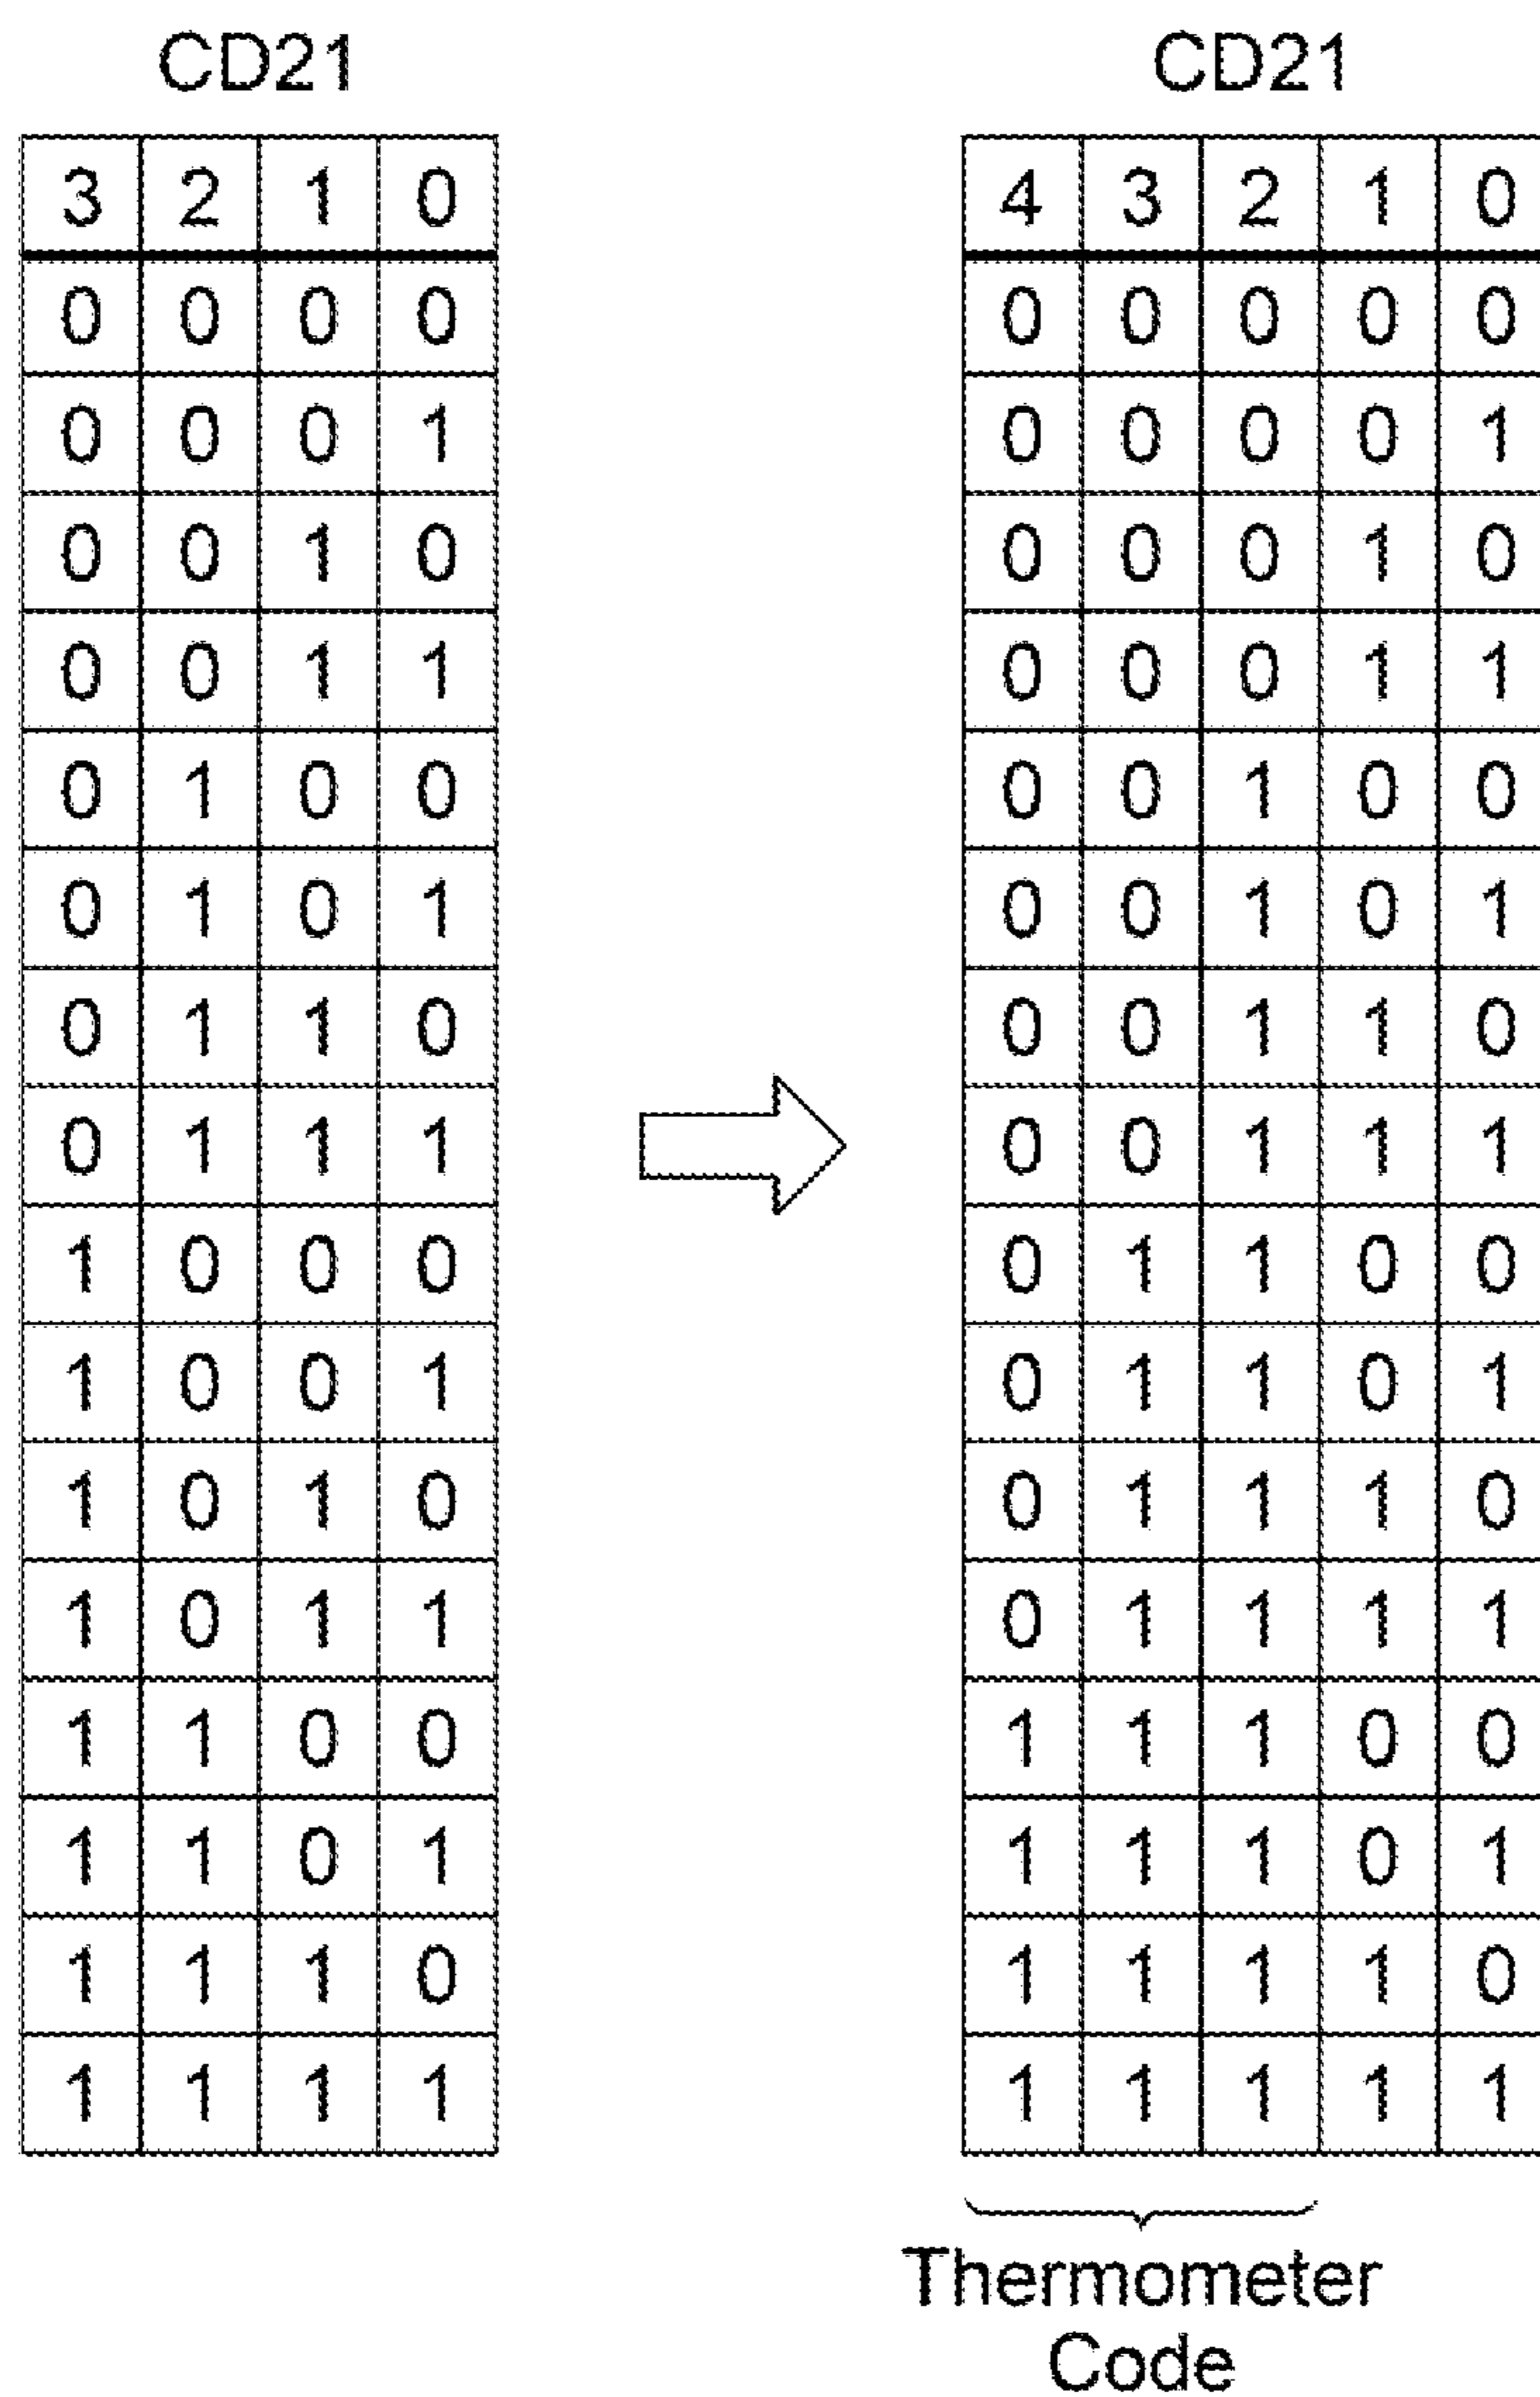 CD21 CD21
3 2 1 0 4 3 2 1 0
0 0 0 0 0 0 0 0 0
0 0 0 1 0 0 0 0 1
0 0 1 0 0 0 0 1 0
0 0 1 1 0 0 0 1 1
0 1 0 0 0 0 1 0 0
0 1 0 1 0 0 1 0 1
0 1 1 0 0 0 1 1 0
0 1 1 1 0 0 1 1 1
1 0 0 0 0 1 1 0 0
1 0 0 1 0 1 1 0 1
1 0 1 0 0 1 1 1 0
1 0 1 1 0 1 1 1 1
1 1 0 0 1 1 1 0 0
1 1 0 1 1 1 1 0 1
1 1 1 0 1 1 1 1 0
1 1 1 1 1 1 1 1 1
Thermometer
Code